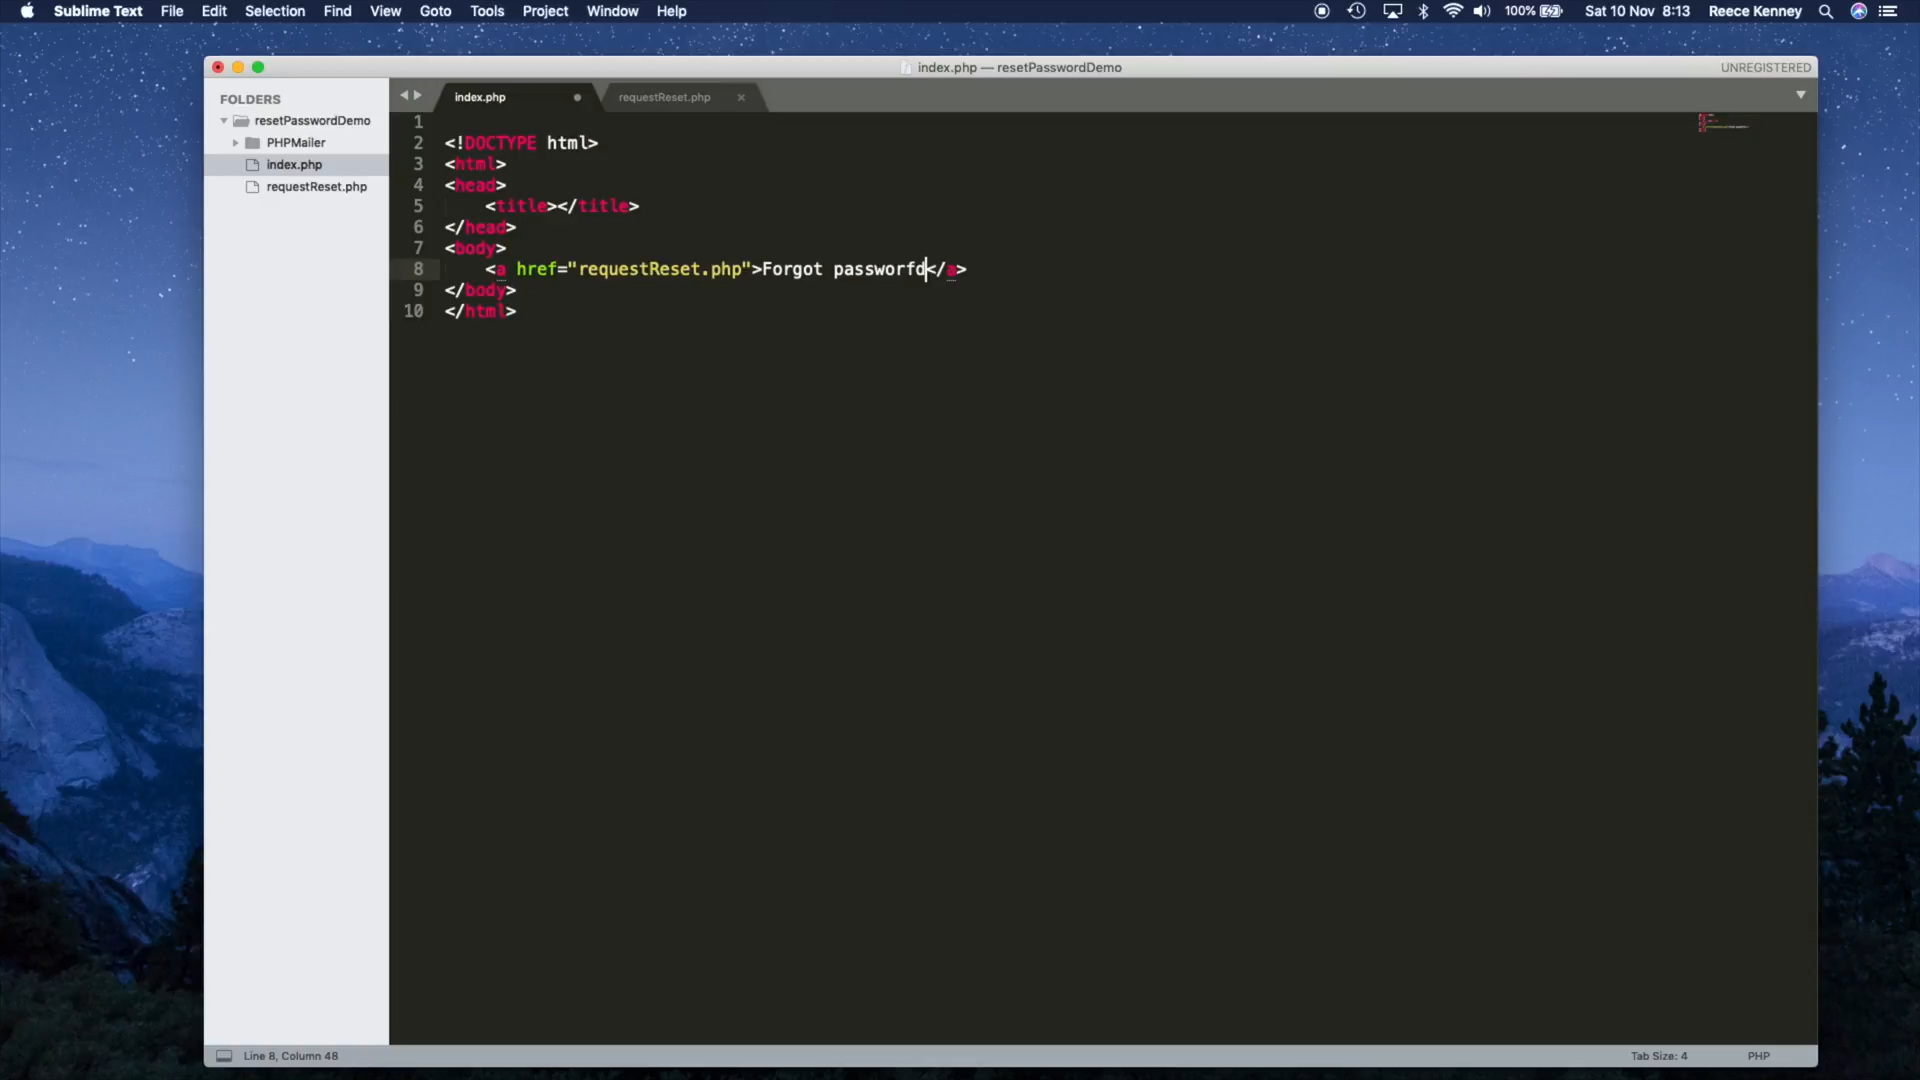 Sublime Text File Edit Selection Find View Goto Tools Project Window Help 100% Sat 10 Nov 8:13 Reece Kenney
index.php — resetPasswordDemo UNREGISTERED
FOLDERS
resetPasswordDemo
PHPMailer
index.php
requestReset.php
index.php requestReset.php
1
2 <!DOCTYPE html>
3 <html>
4 <head>
5 <title></title>
6 </head>
7 <body>
8 <a href="requestReset.php">Forgot passworfd</a>
9 </body>
10 </html>
Line 8, Column 48 Tab Size: 4 PHP